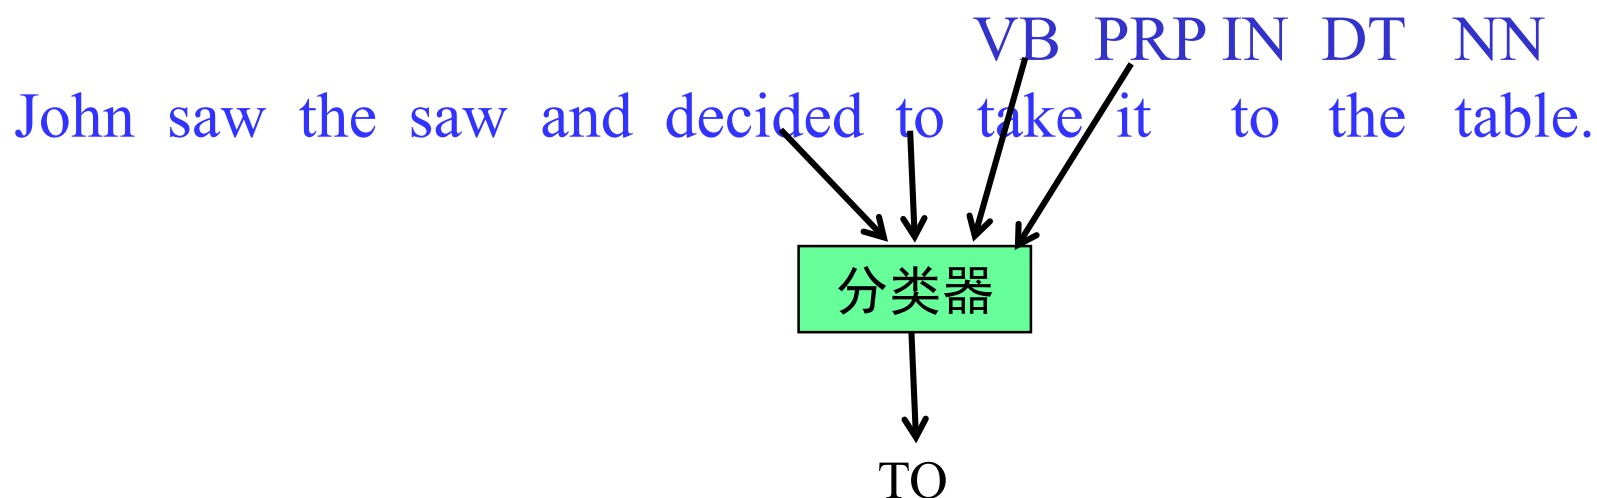 VB PRP IN DT NN
John saw the saw and decided to take it to the table.
分类器
TO